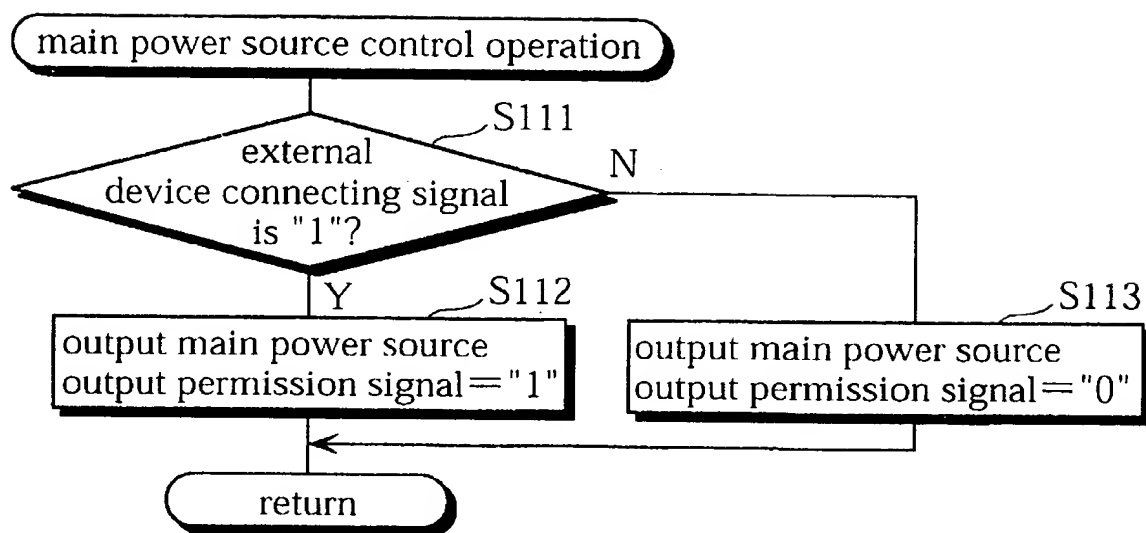 main power source control operation
S111
external
device connecting signal
is "1"?
N
Y
S112
output main power source
output permission signal="1"
S113
output main power source
output permission signal="0"
return